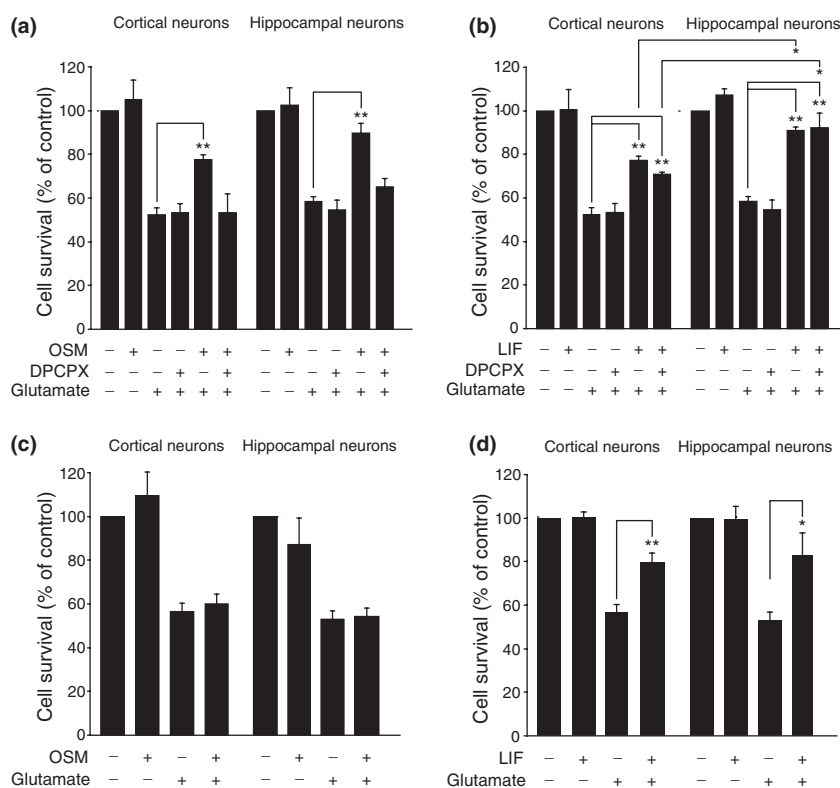 (a)
Cortical neurons Hippocampal neurons
Cell survival (% of control)
120
100
80
60
40
20
0
** **
OSM − + − − + + − + − − + +
DPCPX − − − + − + − − − + − +
Glutamate − − + + + + − − + + + +
(b)
Cortical neurons Hippocampal neurons
Cell survival (% of control)
120
100
80
60
40
20
0
*
*
** ** ** **
LIF − + − − + + − + − − + +
DPCPX − − − + − + − − − + − +
Glutamate − − + + + + − − + + + +
(c)
Cortical neurons Hippocampal neurons
Cell survival (% of control)
120
100
80
60
40
20
0
OSM − + − + − + − +
Glutamate − − + + − − + +
(d)
Cortical neurons Hippocampal neurons
Cell survival (% of control)
120
100
80
60
40
20
0
** *
LIF − + − + − + − +
Glutamate − − + + − − + +